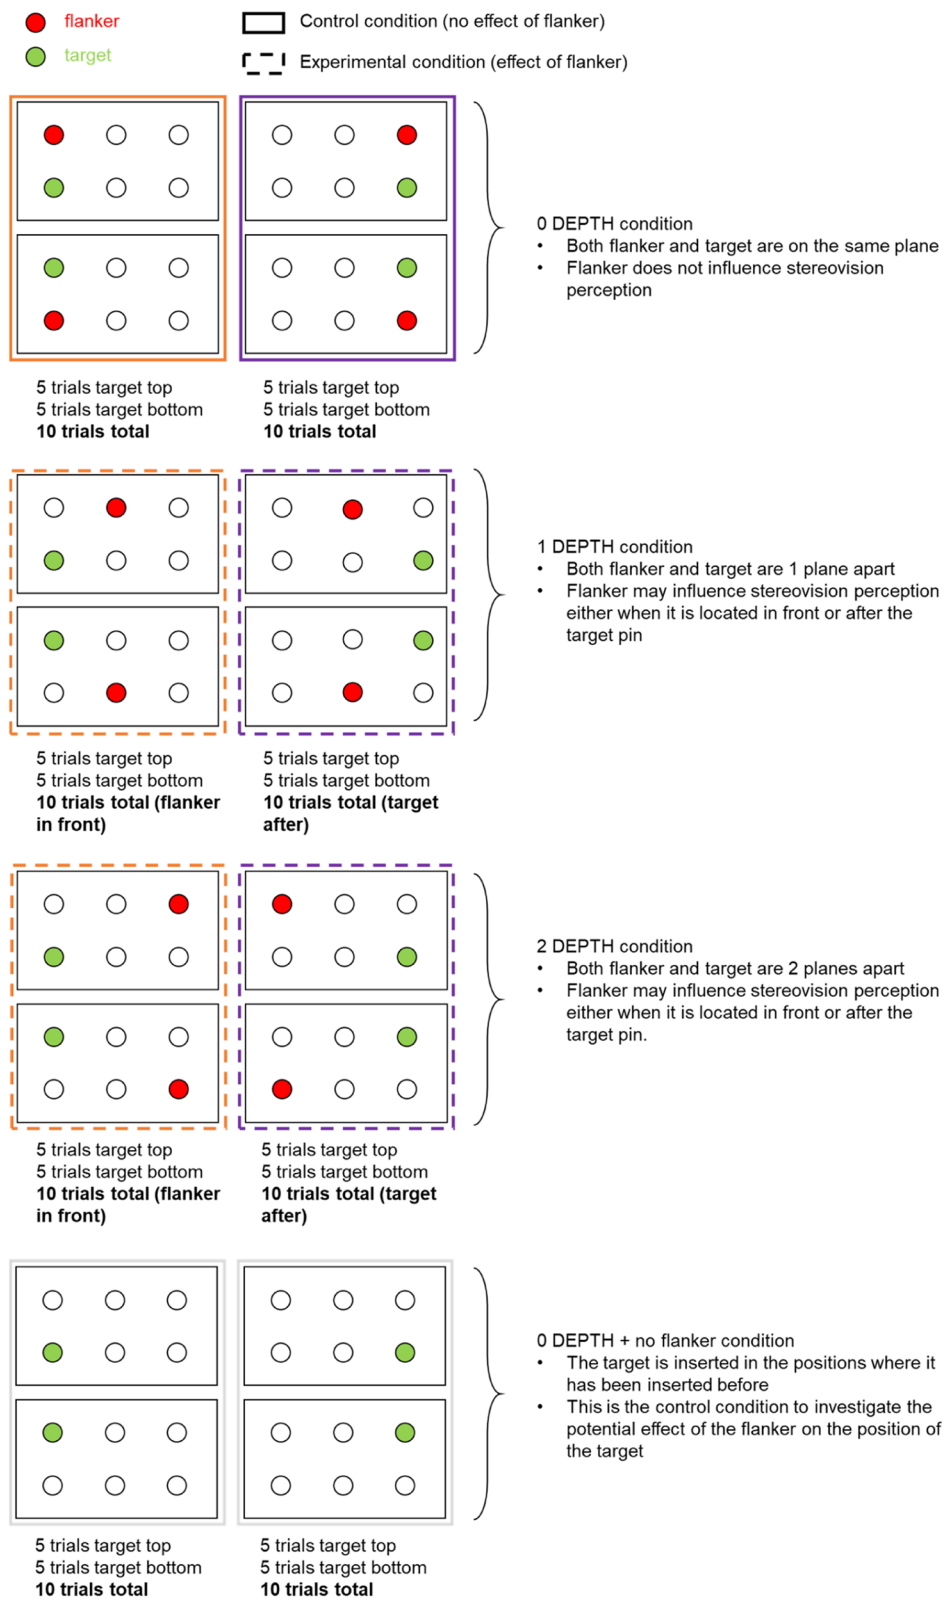 flanker
target
Control condition (no effect of flanker)
Experimental condition (effect of flanker)
0 DEPTH condition
• Both flanker and target are on the same plane
• Flanker does not influence stereovision
perception
5 trials target top
5 trials target bottom
10 trials total
5 trials target top
5 trials target bottom
10 trials total
1 DEPTH condition
• Both flanker and target are 1 plane apart
• Flanker may influence stereovision perception
either when it is located in front or after the
target pin
5 trials target top
5 trials target bottom
10 trials total (flanker
in front)
5 trials target top
5 trials target bottom
10 trials total (target
after)
2 DEPTH condition
• Both flanker and target are 2 planes apart
• Flanker may influence stereovision perception
either when it is located in front or after the
target pin.
5 trials target top
5 trials target bottom
10 trials total (flanker
in front)
5 trials target top
5 trials target bottom
10 trials total (target
after)
0 DEPTH + no flanker condition
• The target is inserted in the positions where it
has been inserted before
• This is the control condition to investigate the
potential effect of the flanker on the position of
the target
5 trials target top
5 trials target bottom
10 trials total
5 trials target top
5 trials target bottom
10 trials total